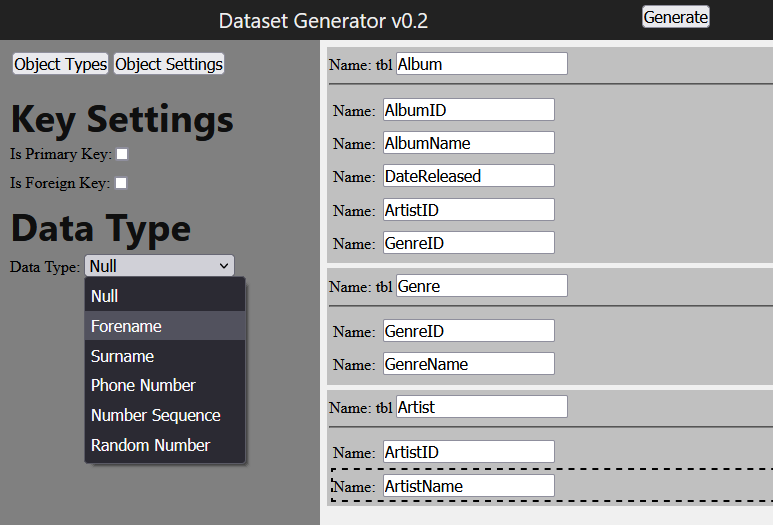 Dataset Generator v0.2
Generate
Object Types Object Settings
Key Settings
Is Primary Key:
Is Foreign Key:
Data Type
Data Type: Null
Null
Forename
Surname
Phone Number
Number Sequence
Random Number
Name: tbl Album
Name: AlbumID
Name: AlbumName
Name: DateReleased
Name: ArtistID
Name: GenreID
Name: tbl Genre
Name: GenreID
Name: GenreName
Name: tbl Artist
Name: ArtistID
Name: ArtistName